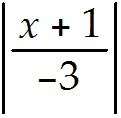 |x + 1|
|-3|